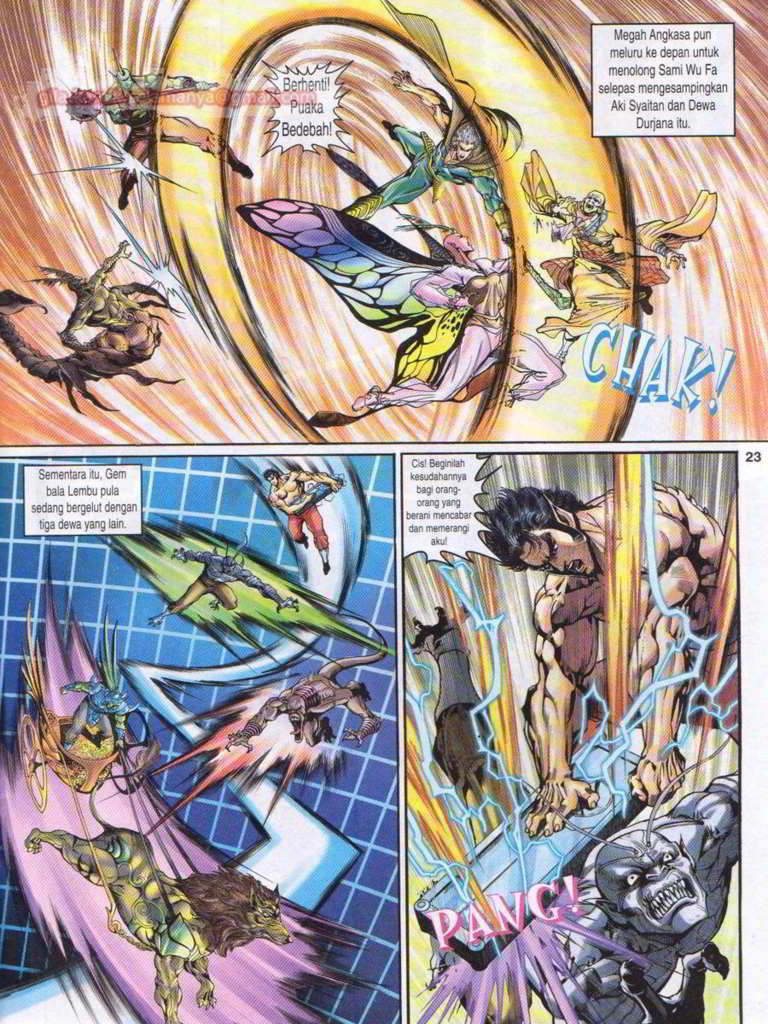 Megah Angkasa pun
meluru ke depan untuk
menolong Sami Wu Fa
selepas mengesampingkan
Aki Syaitan dan Dewa
Durjana itu.
Berhenti!
Puaka
Bedebah!
CHAK!
23
Sementara itu, Gem
bala Lembu pula
sedang bergelut dengan
tiga dewa yang lain.
Cis! Beginilah
kesudahannya
bagi orang-
orang yang
berani mencabar
dan memerangi
aku!
PANG!